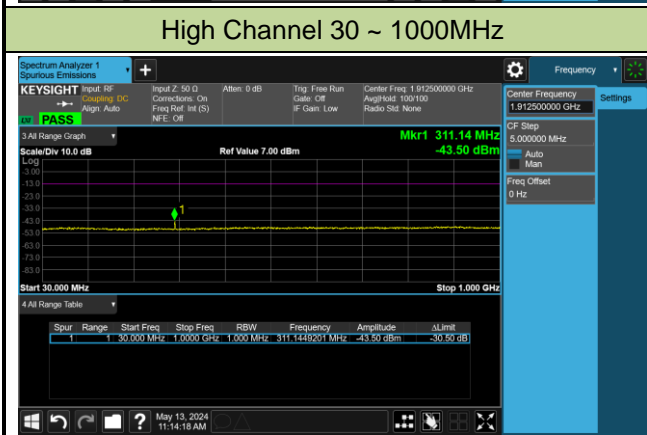 High Channel 30 ~ 1000MHz
Spectrum Analyzer 1
Spurious Emissions
Frequency
KEYSIGHT
Input: RF
Coupling: DC
Align: Auto
Input Z: 50 Ω
Corrections: On
Freq Ref: Int (S)
NFE: Off
Atten: 0 dB
Trig: Free Run
Gate: Off
IF Gain: Low
Center Freq: 1.912500000 GHz
Avg|Hold: 100/100
Radio Std: None
PASS
Center Frequency
1.912500000 GHz
Settings
CF Step
5.000000 MHz
Auto
Man
Freq Offset
0 Hz
3 All Range Graph
Mkr1 311.14 MHz
Scale/Div 10.0 dB
Ref Value 7.00 dBm
-43.50 dBm
Log
-3.00
-13.0
-23.0
-33.0
-43.0
-53.0
-63.0
-73.0
-83.0
1
Start 30.000 MHz
Stop 1.000 GHz
4 All Range Table
Spur Range Start Freq Stop Freq RBW Frequency Amplitude ΔLimit
1 1 30.000 MHz 1.0000 GHz 1.000 MHz 311.1449201 MHz -43.50 dBm -30.50 dB
?
May 13, 2024
11:14:18 AM